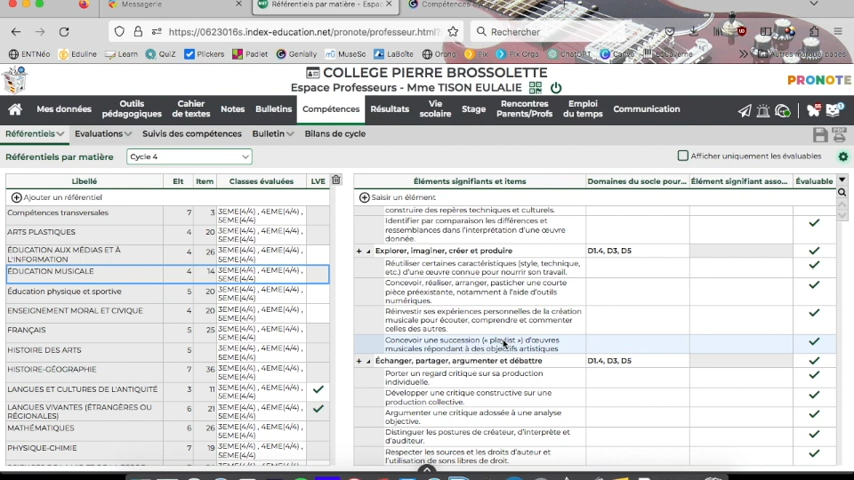 Messagerie
Référentiels par matière - Espa
Compétences
https://0623016s.index-education.net/pronote/professeur.html?
Rechercher
ENTNéo
Eduline
Learn
QuiZ
Plickers
Padlet
Genially
MuseSc
LaBoîte
Orong
Pix
Pix Orga
ChatGPT
Canva
COLLEGE PIERRE BROSSOLETTE
Espace Professeurs - Mme TISON EULALIE
PRONOTE
Mes données
Outils pédagogiques
Cahier de textes
Notes
Bulletins
Compétences
Résultats
Vie scolaire
Stage
Rencontres Parents/Profs
Emploi du temps
Communication
Référentiels
Evaluations
Suivis des compétences
Bulletin
Bilans de cycle
Référentiels par matière
Cycle 4
Afficher uniquement les évaluables
Libellé Elt Item Classes évaluées LVE
Ajouter un référentiel
Compétences transversales 7 3 3EME(4/4) , 4EME(4/4) , 5EME(4/4)
ARTS PLASTIQUES 4 20 3EME(4/4) , 4EME(4/4) , 5EME(4/4)
ÉDUCATION AUX MÉDIAS ET À L'INFORMATION 4 26 3EME(4/4) , 4EME(4/4) , 5EME(4/4)
ÉDUCATION MUSICALE 4 14 3EME(4/4) , 4EME(4/4) , 5EME(4/4)
Éducation physique et sportive 5 20 3EME(4/4) , 4EME(4/4) , 5EME(4/4)
ENSEIGNEMENT MORAL ET CIVIQUE 4 20 3EME(4/4) , 4EME(4/4) , 5EME(4/4)
FRANÇAIS 5 25 3EME(4/4) , 4EME(4/4) , 5EME(4/4)
HISTOIRE DES ARTS 5 3EME(4/4) , 4EME(4/4) , 5EME(4/4)
HISTOIRE-GÉOGRAPHIE 7 36 3EME(4/4) , 4EME(4/4) , 5EME(4/4)
LANGUES ET CULTURES DE L'ANTIQUITÉ 3 11 3EME(4/4) , 4EME(4/4) , 5EME(4/4)
LANGUES VIVANTES (ÉTRANGÈRES OU RÉGIONALES) 6 21 3EME(4/4) , 4EME(4/4) , 5EME(4/4)
MATHÉMATIQUES 6 26 3EME(4/4) , 4EME(4/4) , 5EME(4/4)
PHYSIQUE-CHIMIE 7 19 3EME(4/4) , 4EME(4/4) , 5EME(4/4)
Éléments signifiants et items Domaines du socle pour... Élément signifiant asso... Évaluable
Saisir un élément
construire des repères techniques et culturels.
Identifier par comparaison les différences et
ressemblances dans l'interprétation d'une œuvre
donnée.
Explorer, imaginer, créer et produire D1.4, D3, D5
Réutiliser certaines caractéristiques (style, technique,
etc.) d'une œuvre connue pour nourrir son travail.
Concevoir, réaliser, arranger, pasticher une courte
pièce préexistante, notamment à l'aide d'outils
numériques.
Réinvestir ses expériences personnelles de la création
musicale pour écouter, comprendre et commenter
celles des autres.
Concevoir une succession (« playlist ») d'œuvres
musicales répondant à des objectifs artistiques
Échanger, partager, argumenter et débattre D1.4, D3, D5
Porter un regard critique sur sa production
individuelle.
Développer une critique constructive sur une
production collective.
Argumenter une critique adossée à une analyse
objective.
Distinguer les postures de créateur, d'interprète et
d'auditeur.
Respecter les sources et les droits d'auteur et
l'utilisation de sons libres de droit.